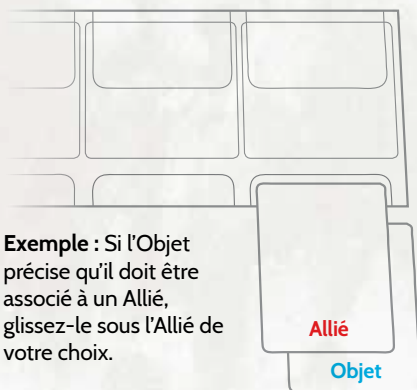 Exemple : Si l'Objet
précise qu'il doit être
associé à un Allié,
glissez-le sous l'Allié de
votre choix.
Allié
Objet